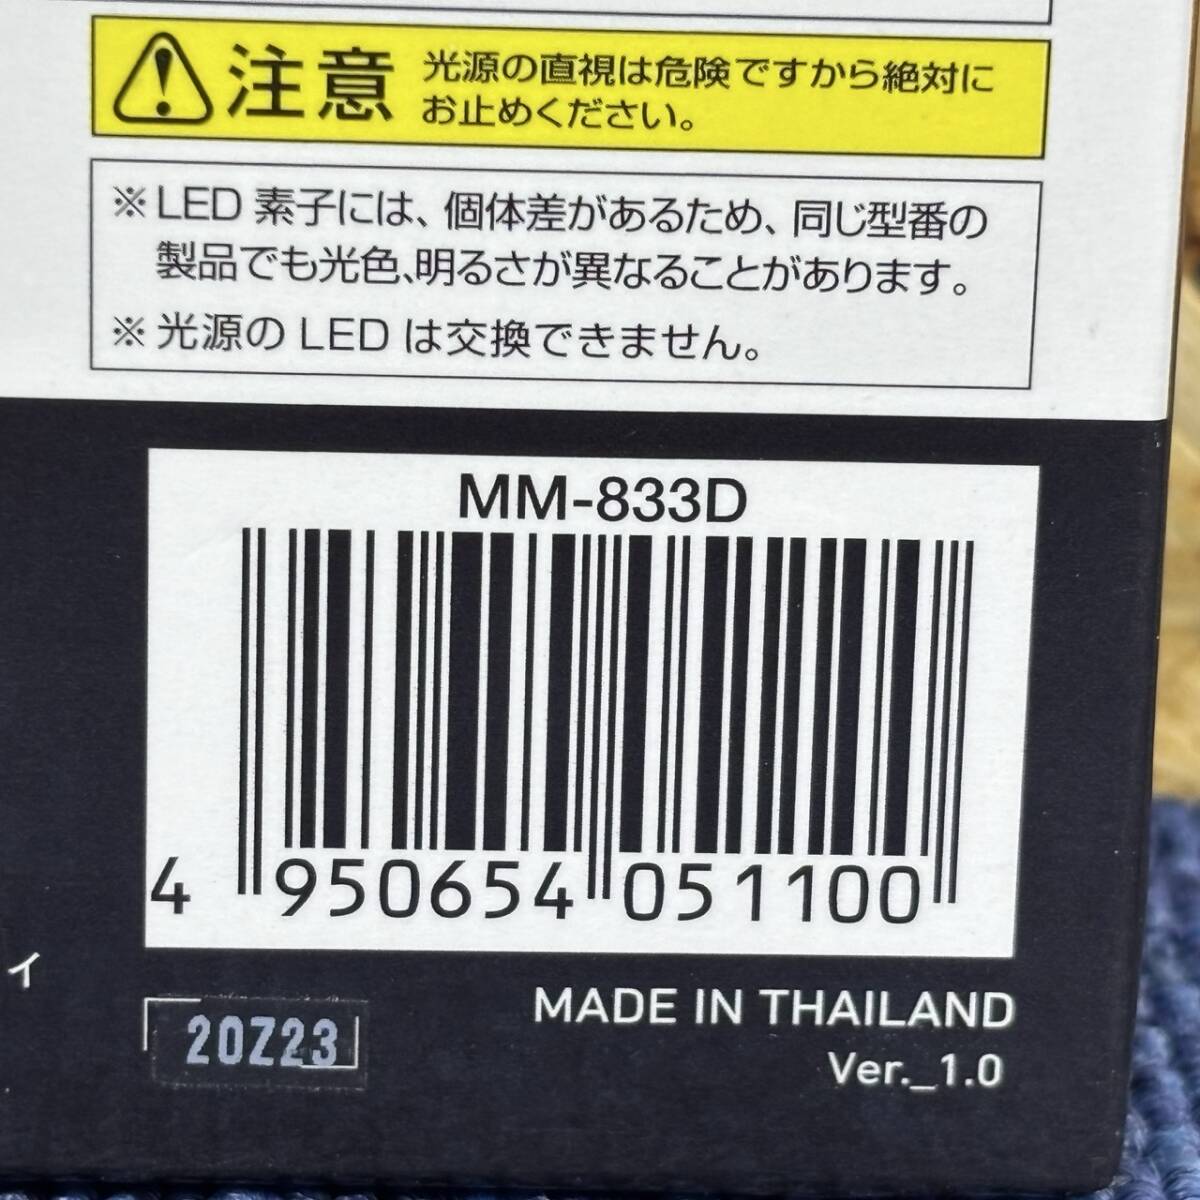 注意
光源の直視は危険ですから絶対に
お止めください。
※LED 素子には、個体差があるため、同じ型番の
製品でも光色、明るさが異なることがあります。
※光源の LED は交換できません。
MM-833D
4 950654 051100
ィ
MADE IN THAILAND
20Z23
Ver._1.0